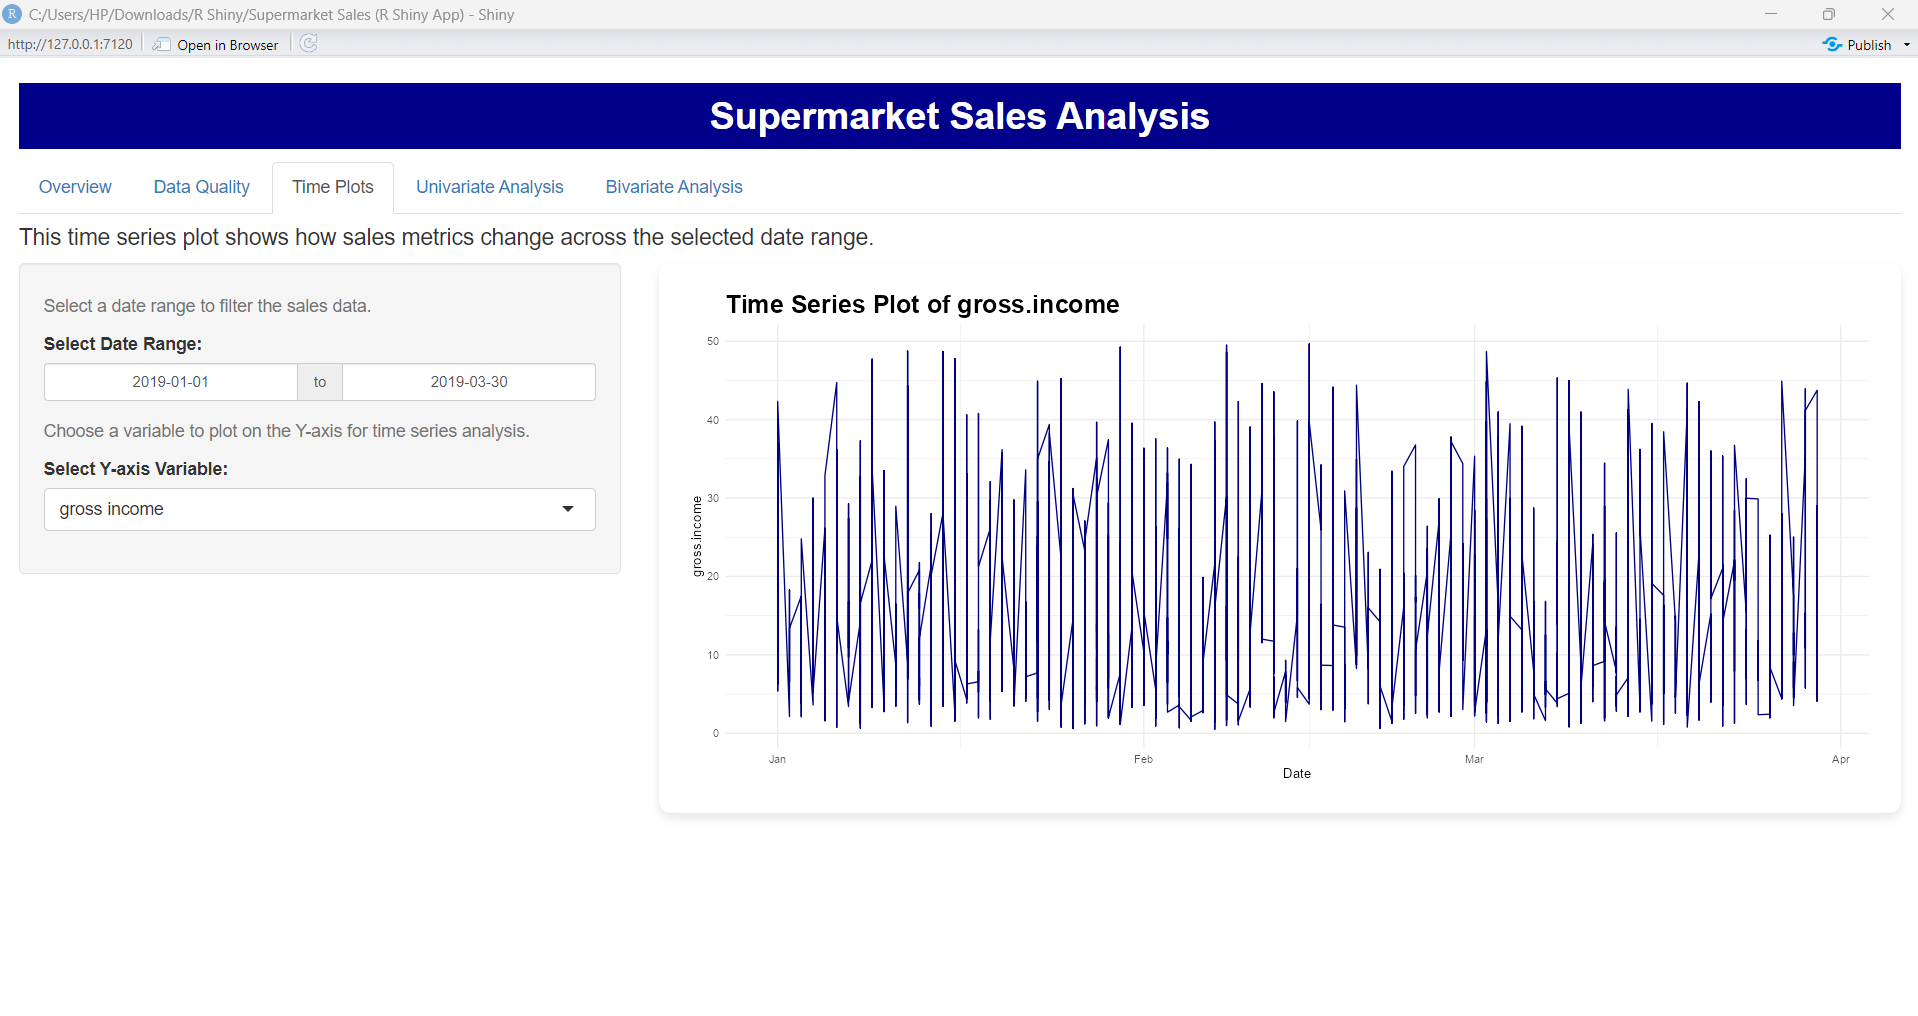 R C:/Users/HP/Downloads/R Shiny/Supermarket Sales (R Shiny App) - Shiny
http://127.0.0.1:7120 Open in Browser Publish
Supermarket Sales Analysis
Overview Data Quality Time Plots Univariate Analysis Bivariate Analysis
This time series plot shows how sales metrics change across the selected date range.
Select a date range to filter the sales data.
Select Date Range:
2019-01-01 to 2019-03-30
Choose a variable to plot on the Y-axis for time series analysis.
Select Y-axis Variable:
gross income
Time Series Plot of gross.income
gross.income
50
40
30
20
10
0
Jan Feb Mar Apr
Date